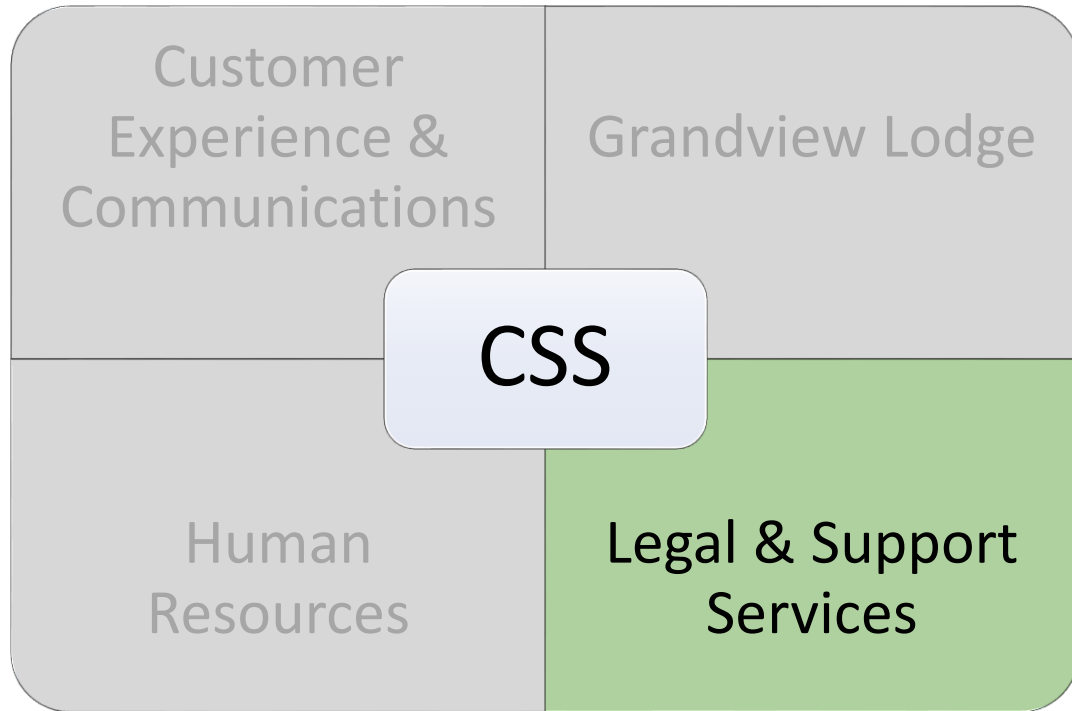 Customer
Experience &
Communications
Grandview Lodge
CSS
Human
Resources
Legal & Support
Services